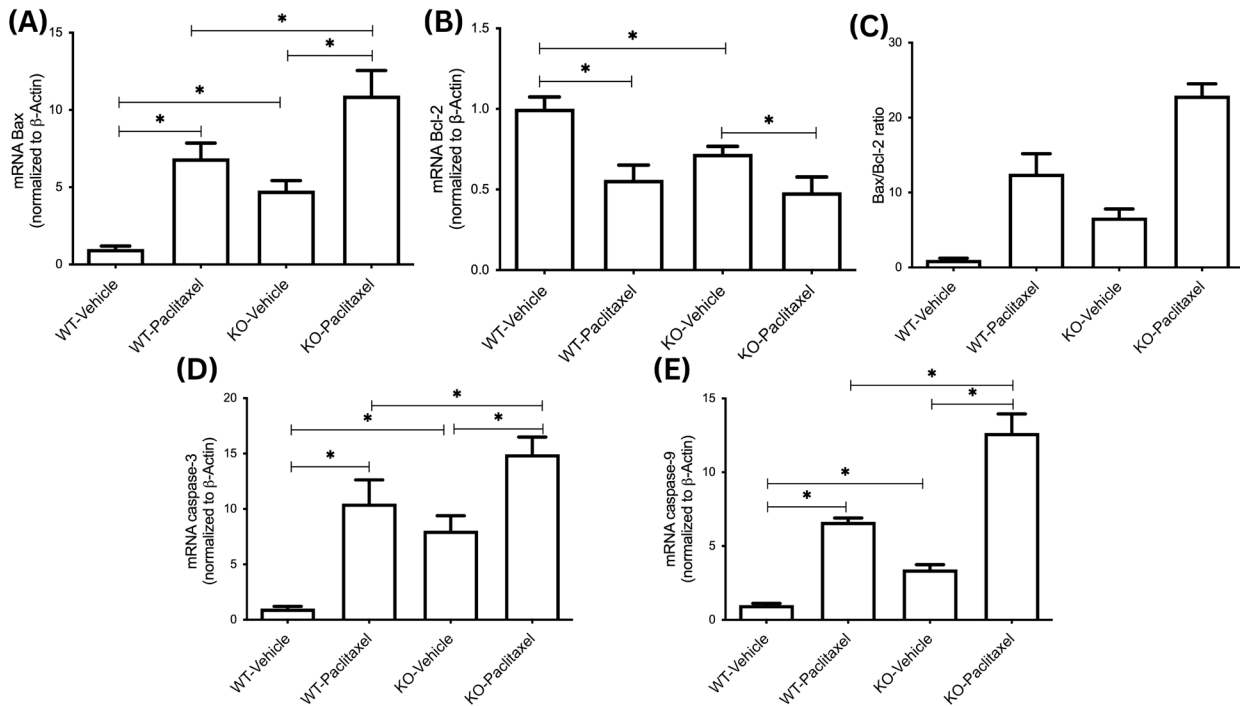 (A)
mRNA Bax
(normalized to β-Actin)
15
10
5
0
*
*
*
*
WT-Vehicle
WT-Paclitaxel
KO-Vehicle
KO-Paclitaxel
(B)
mRNA Bcl-2
(normalized to β-Actin)
1.5
1.0
0.5
0.0
*
*
*
WT-Vehicle
WT-Paclitaxel
KO-Vehicle
KO-Paclitaxel
(C)
Bax/Bcl-2 ratio
30
20
10
0
WT-Vehicle
WT-Paclitaxel
KO-Vehicle
KO-Paclitaxel
(D)
mRNA caspase-3
(normalized to β-Actin)
20
15
10
5
0
*
*
*
*
WT-Vehicle
WT-Paclitaxel
KO-Vehicle
KO-Paclitaxel
(E)
mRNA caspase-9
(normalized to β-Actin)
15
10
5
0
*
*
*
*
WT-Vehicle
WT-Paclitaxel
KO-Vehicle
KO-Paclitaxel